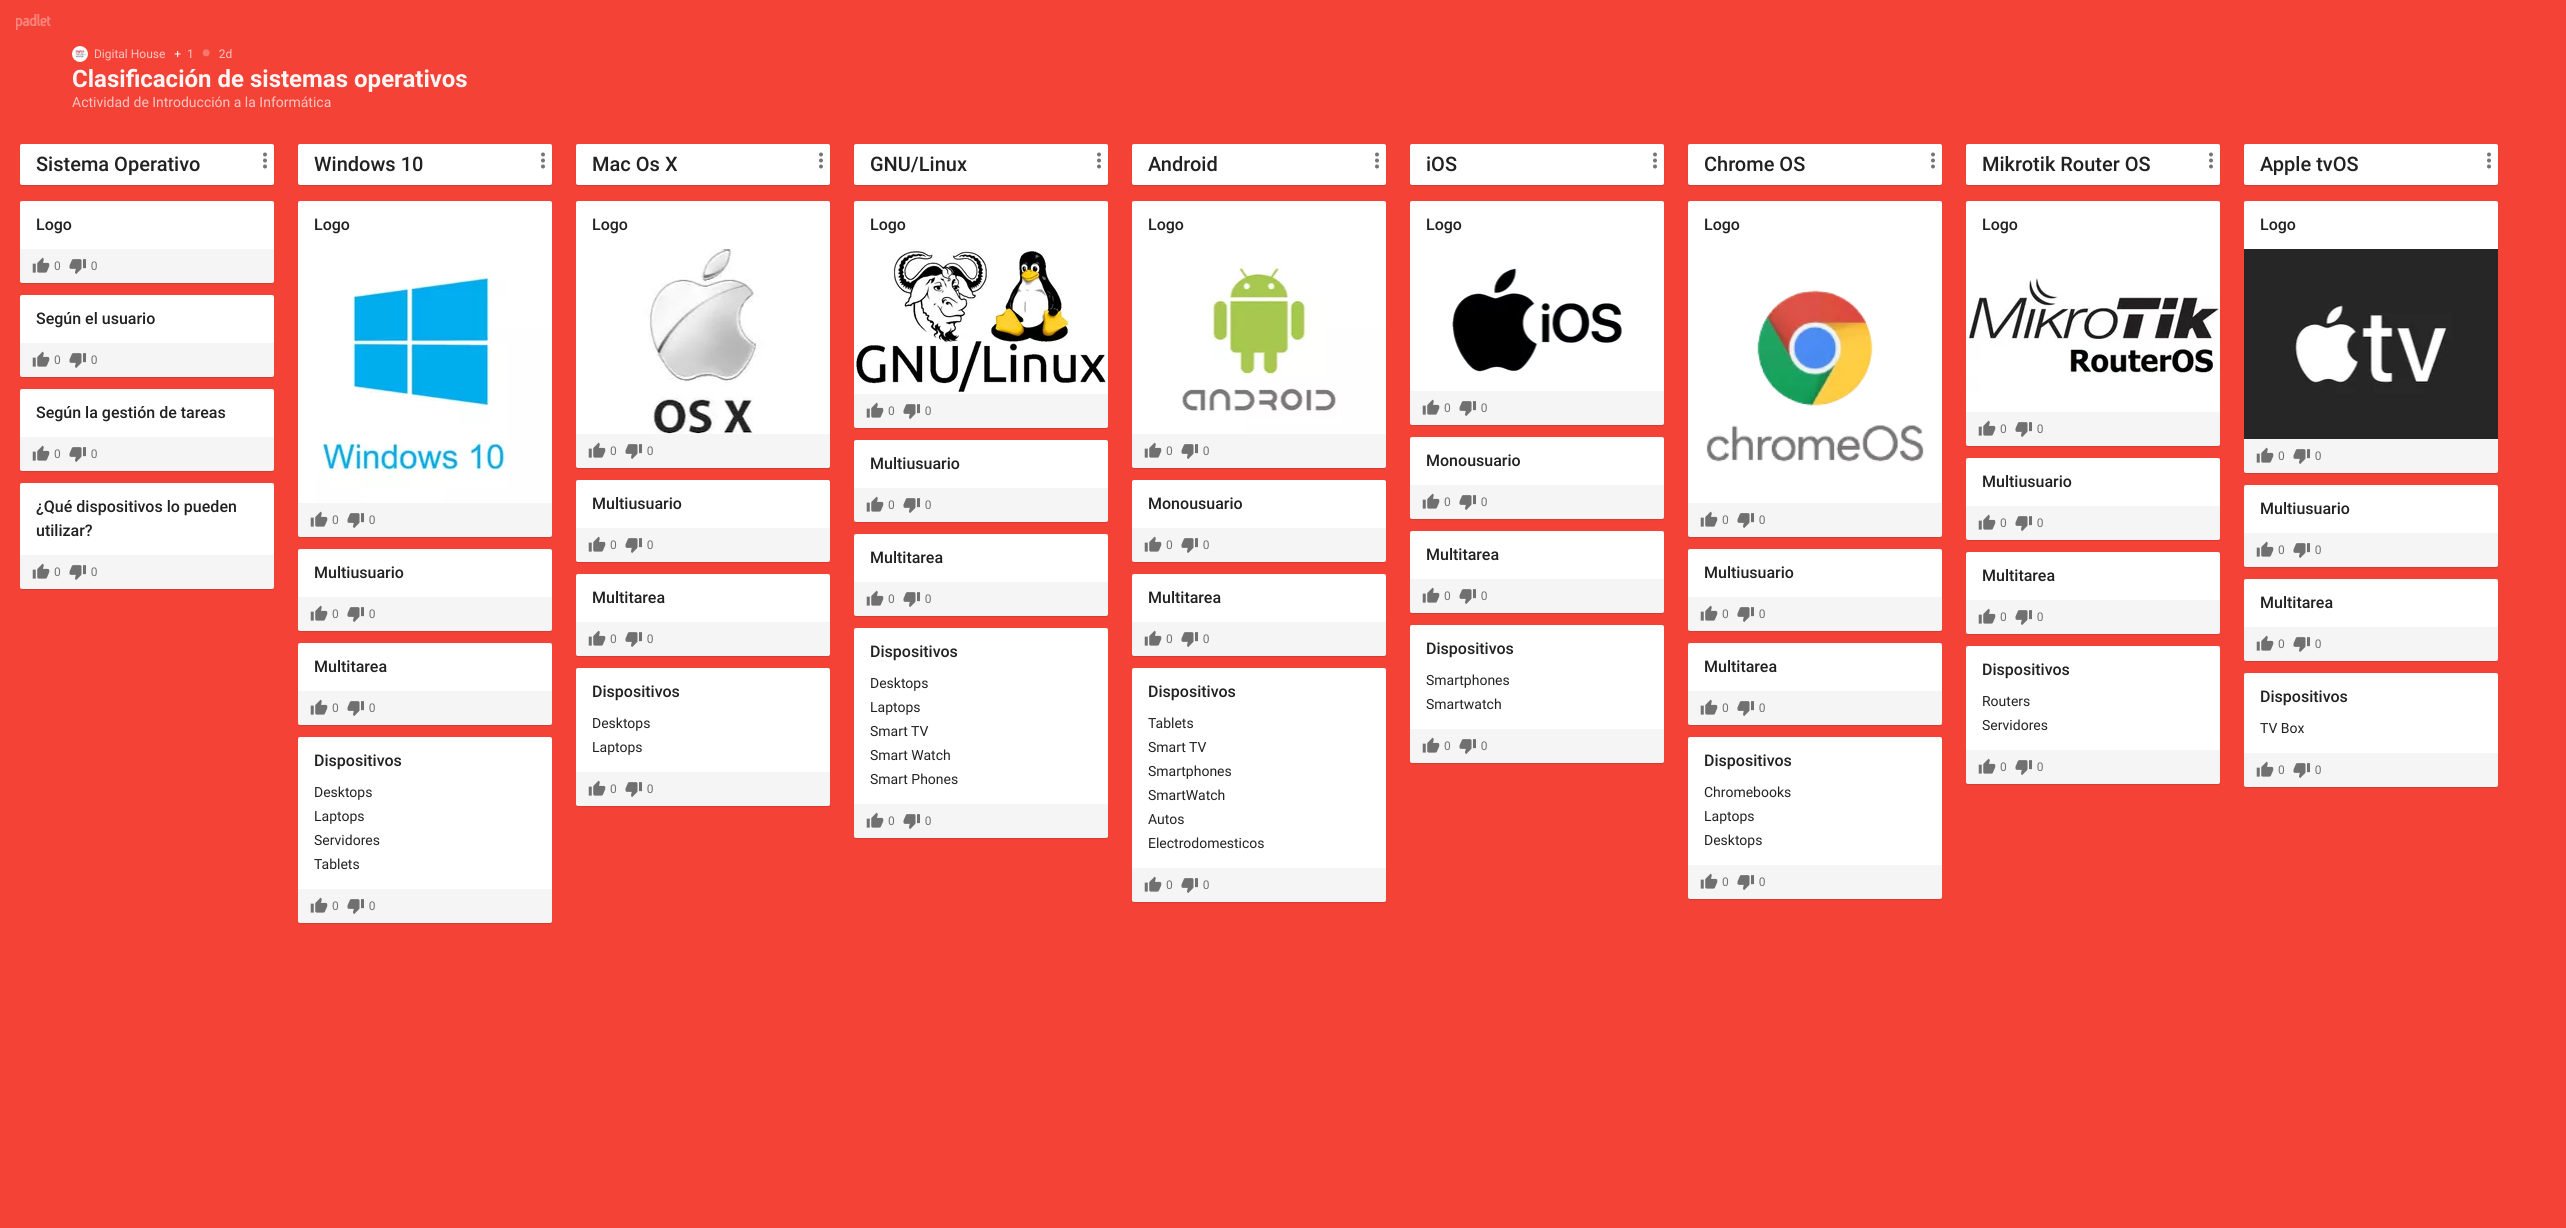 padlet
Digital House + 1 2d
Clasificación de sistemas operativos
Actividad de Introducción a la Informática
Sistema Operativo
Logo
0 0
Según el usuario
0 0
Según la gestión de tareas
0 0
¿Qué dispositivos lo pueden
utilizar?
0 0
Windows 10
Logo
Windows 10
0 0
Multiusuario
0 0
Multitarea
0 0
Dispositivos
Desktops
Laptops
Servidores
Tablets
0 0
Mac Os X
Logo
OS X
0 0
Multiusuario
0 0
Multitarea
0 0
Dispositivos
Desktops
Laptops
0 0
GNU/Linux
Logo
GNU/Linux
0 0
Multiusuario
0 0
Multitarea
0 0
Dispositivos
Desktops
Laptops
Smart TV
Smart Watch
Smart Phones
0 0
Android
Logo
ANDROID
0 0
Monousuario
0 0
Multitarea
0 0
Dispositivos
Tablets
Smart TV
Smartphones
SmartWatch
Autos
Electrodomesticos
0 0
iOS
Logo
iOS
0 0
Monousuario
0 0
Multitarea
0 0
Dispositivos
Smartphones
Smartwatch
0 0
Chrome OS
Logo
chromeOS
0 0
Multiusuario
0 0
Multitarea
0 0
Dispositivos
Chromebooks
Laptops
Desktops
0 0
Mikrotik Router OS
Logo
MikroTik
RouterOS
0 0
Multiusuario
0 0
Multitarea
0 0
Dispositivos
Routers
Servidores
0 0
Apple tvOS
Logo
tv
0 0
Multiusuario
0 0
Multitarea
0 0
Dispositivos
TV Box
0 0